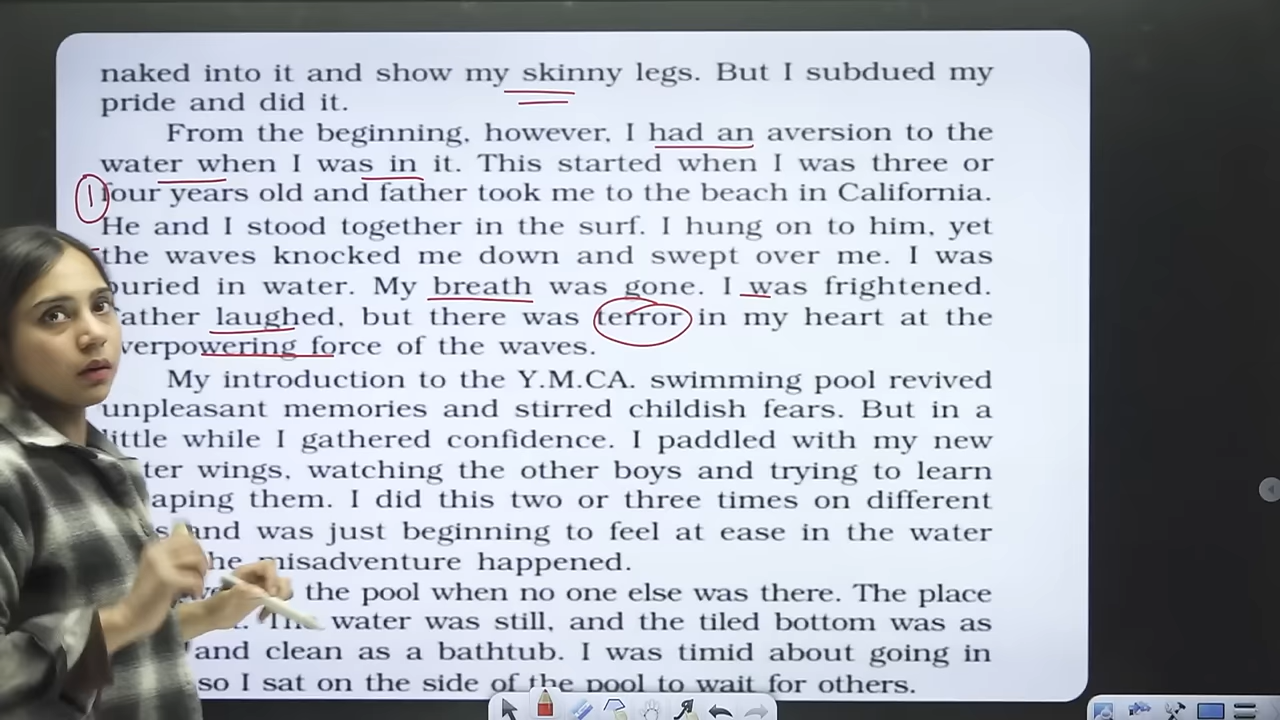 naked into it and show my skinny legs. But I subdued my
pride and did it.
From the beginning, however, I had an aversion to the
water when I was in it. This started when I was three or
1
four years old and father took me to the beach in California.
He and I stood together in the surf. I hung on to him, yet
the waves knocked me down and swept over me. I was
buried in water. My breath was gone. I was frightened.
ather laughed, but there was terror in my heart at the
verpowering force of the waves.
My introduction to the Y.M.CA. swimming pool revived
unpleasant memories and stirred childish fears. But in a
little while I gathered confidence. I paddled with my new
ter wings, watching the other boys and trying to learn
aping them. I did this two or three times on different
s and was just beginning to feel at ease in the water
he misadventure happened.
the pool when no one else was there. The place
The water was still, and the tiled bottom was as
and clean as a bathtub. I was timid about going in
so I sat on the side of the pool to wait for others.